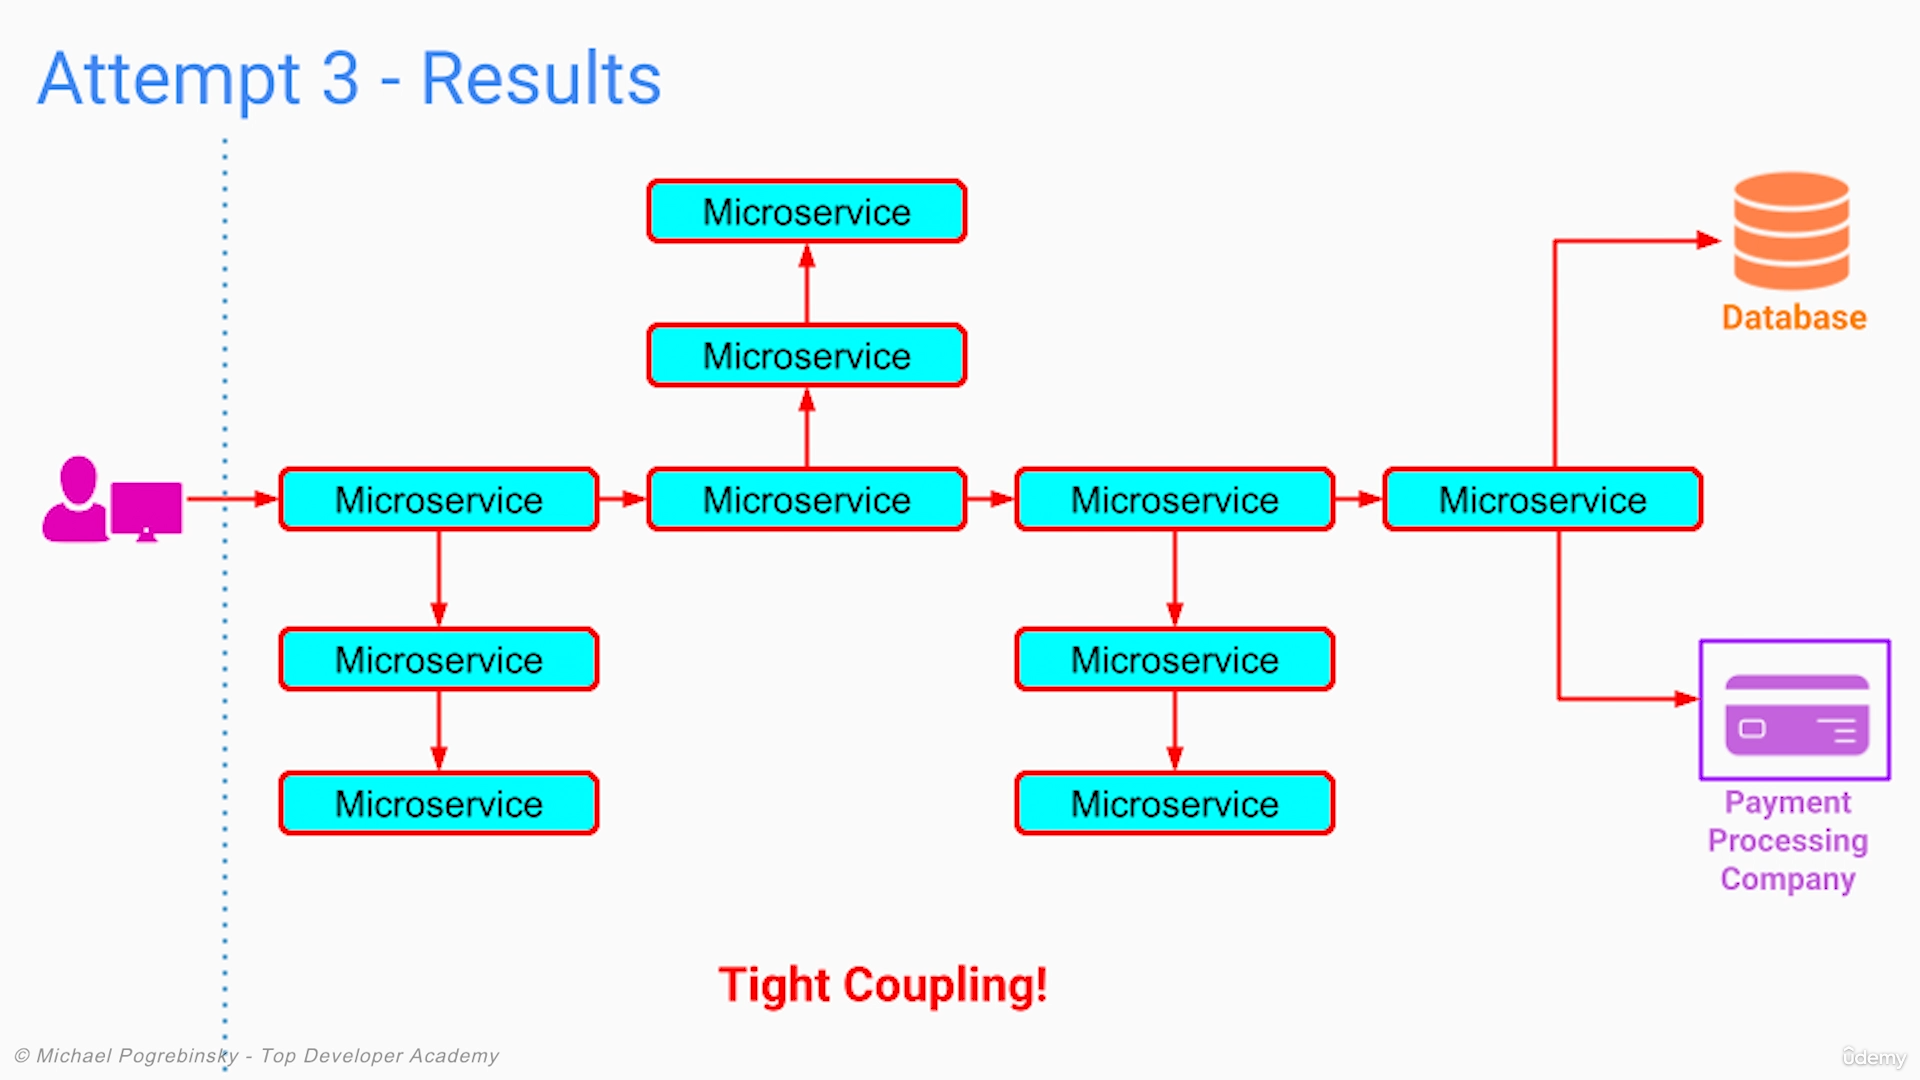 Attempt 3 - Results
Microservice
Microservice
Database
Microservice
Microservice
Microservice
Microservice
Microservice
Microservice
Microservice
Microservice
Payment
Processing
Company
Tight Coupling!
© Michael Pogrebinsky - Top Developer Academy
ûdemy